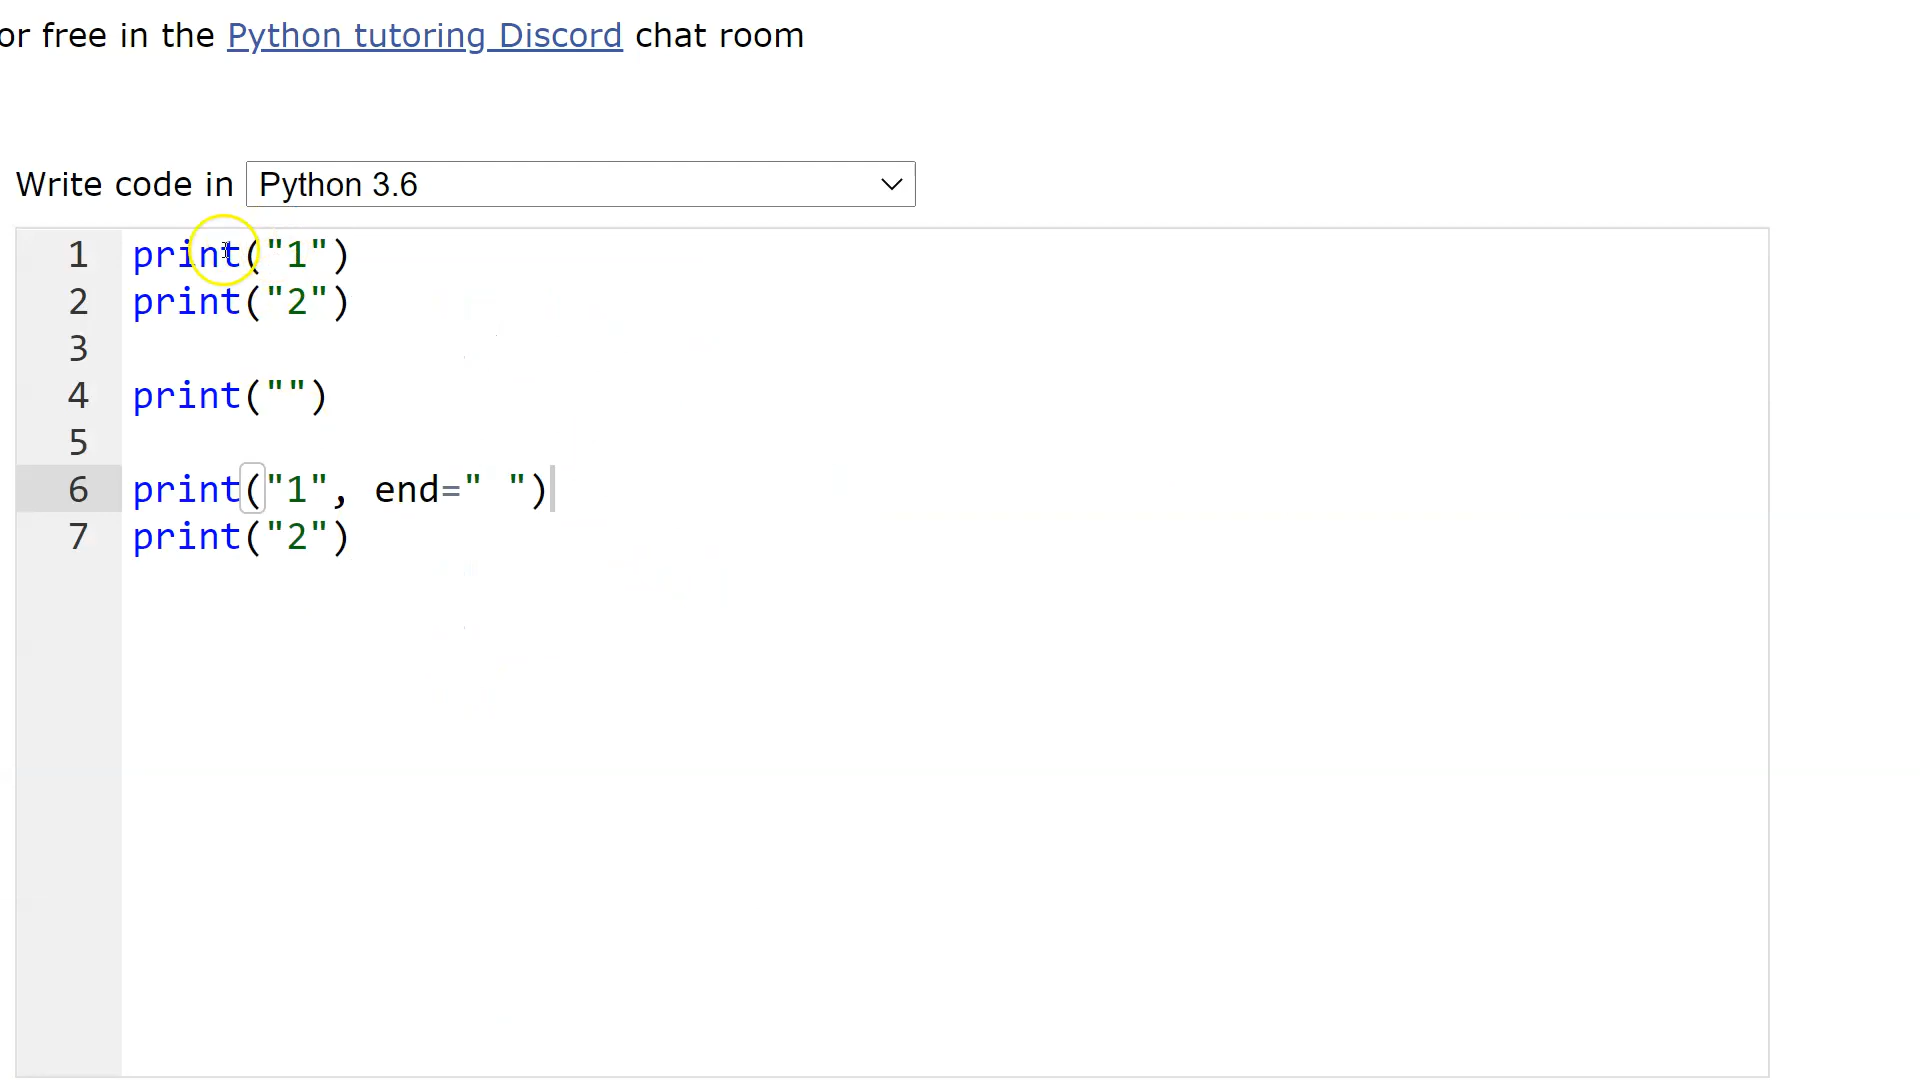 or free in the Python tutoring Discord chat room
Write code in Python 3.6
1 print("1")
2 print("2")
3
4 print("")
5
6 print("1", end=" ")
7 print("2")